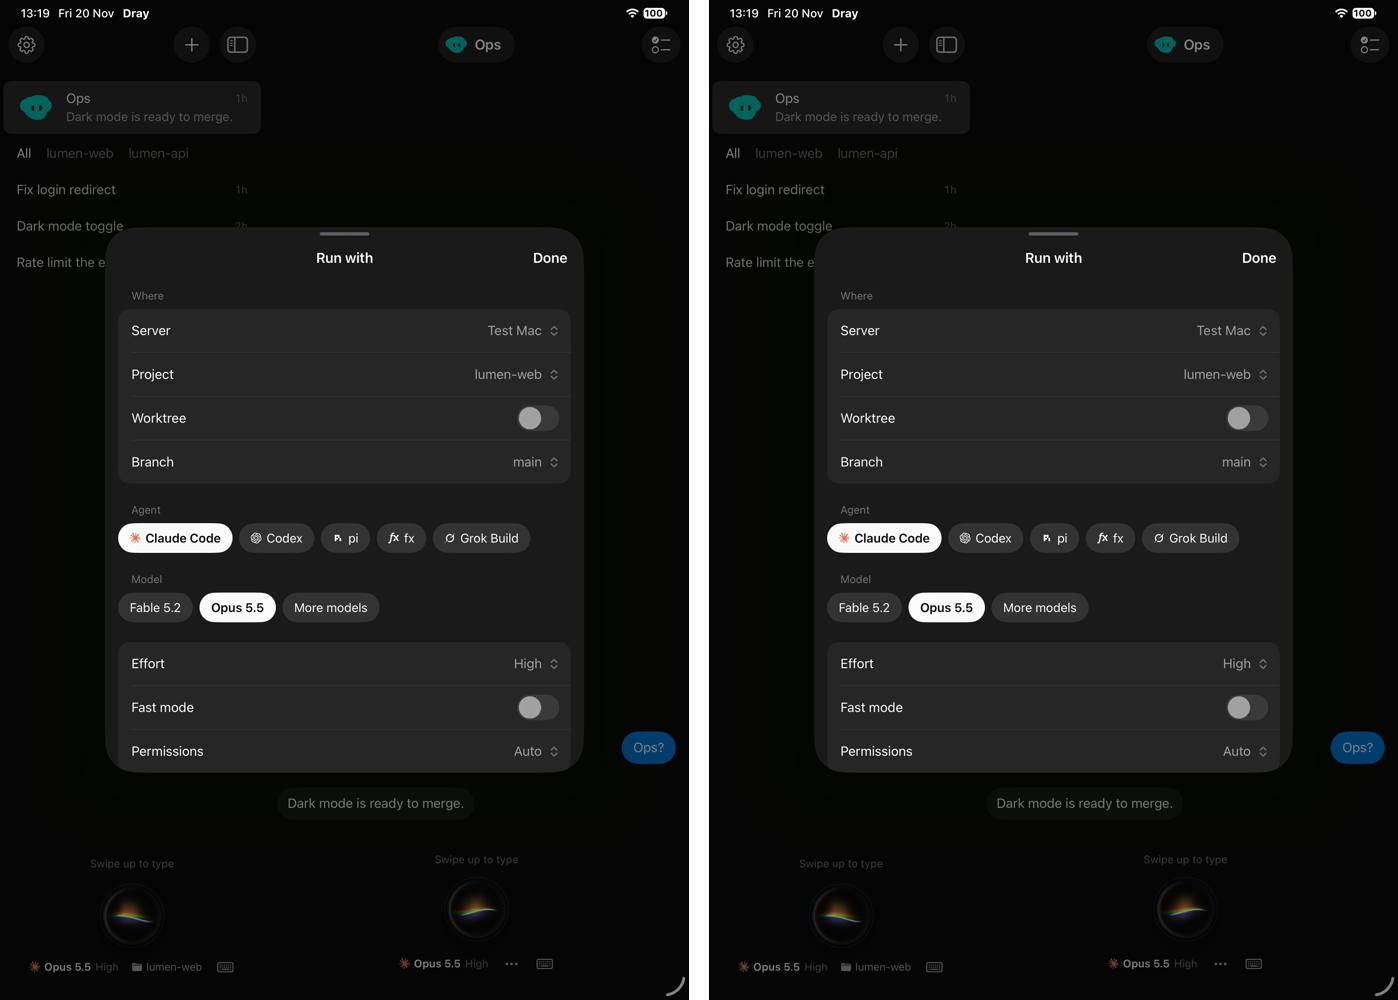 13:19 Fri 20 Nov Dray
100
Ops
Ops 1h
Dark mode is ready to merge.
All lumen-web lumen-api
Fix login redirect 1h
Dark mode toggle 2h
Rate limit the e
Run with Done
Where
Server Test Mac
Project lumen-web
Worktree
Branch main
Agent
Claude Code Codex pi fx Grok Build
Model
Fable 5.2 Opus 5.5 More models
Effort High
Fast mode
Permissions Auto
Ops?
Dark mode is ready to merge.
Swipe up to type
Swipe up to type
Opus 5.5 High lumen-web
Opus 5.5 High
13:19 Fri 20 Nov Dray
100
Ops
Ops 1h
Dark mode is ready to merge.
All lumen-web lumen-api
Fix login redirect 1h
Dark mode toggle 2h
Rate limit the e
Run with Done
Where
Server Test Mac
Project lumen-web
Worktree
Branch main
Agent
Claude Code Codex pi fx Grok Build
Model
Fable 5.2 Opus 5.5 More models
Effort High
Fast mode
Permissions Auto
Ops?
Dark mode is ready to merge.
Swipe up to type
Swipe up to type
Opus 5.5 High lumen-web
Opus 5.5 High